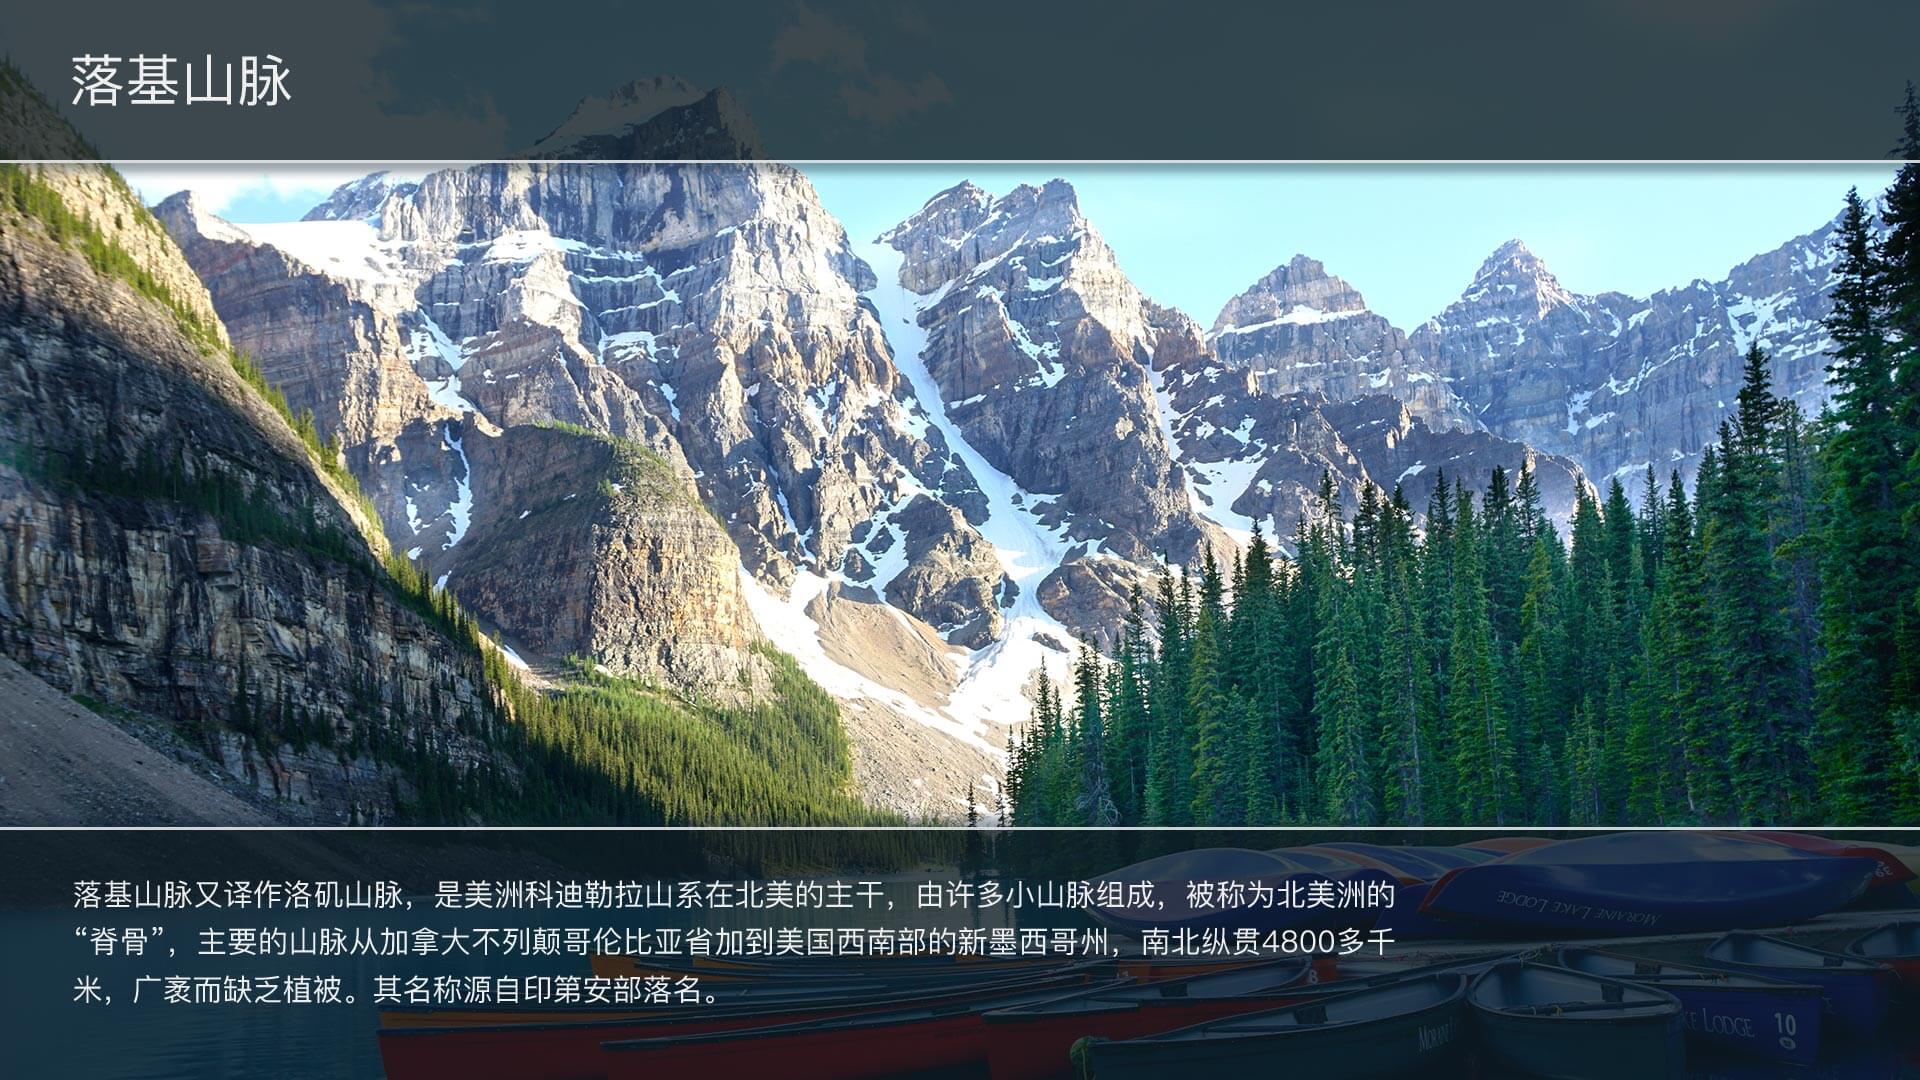 落基山脉
落基山脉又译作洛矶山脉，是美洲科迪勒拉山系在北美的主干，由许多小山脉组成，被称为北美洲的
“脊骨”，主要的山脉从加拿大不列颠哥伦比亚省加到美国西南部的新墨西哥州，南北纵贯4800多千
米，广袤而缺乏植被。其名称源自印第安部落名。
MORAINE LAKE LODGE
39
8
LODGE
10